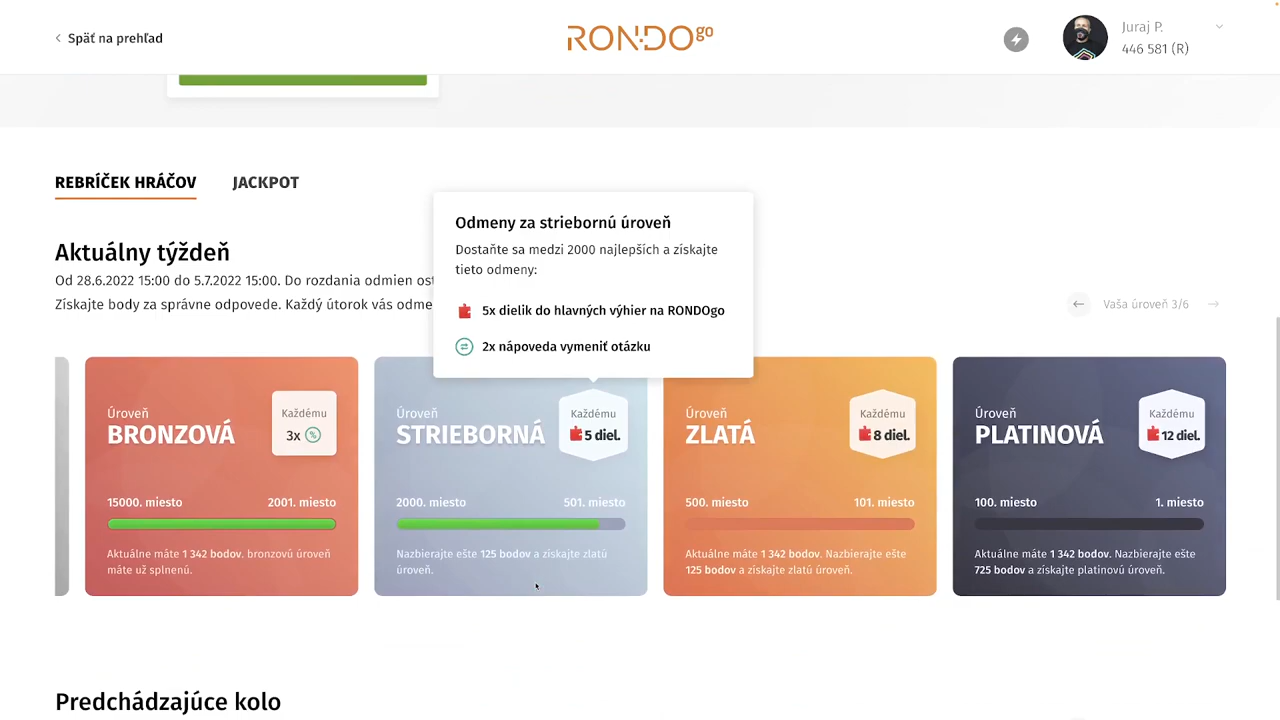 Späť na prehľad
RONDOgo
Juraj P.
446 581 (R)
REBRÍČEK HRÁČOV
JACKPOT
Aktuálny týždeň
Od 28.6.2022 15:00 do 5.7.2022 15:00. Do rozdania odmien ost
Získajte body za správne odpovede. Každý útorok vás odme
Odmeny za striebornú úroveň
Dostaňte sa medzi 2000 najlepších a získajte
tieto odmeny:
5x dielik do hlavných výhier na RONDOgo
2x nápoveda vymeniť otázku
Vaša úroveň 3/6
Úroveň
BRONZOVÁ
Každému
3x
15000. miesto
2001. miesto
Aktuálne máte 1 342 bodov. bronzovú úroveň
máte už splnenú.
Úroveň
STRIEBORNÁ
Každému
5 diel.
2000. miesto
501. miesto
Nazbierajte ešte 125 bodov a získajte zlatú
úroveň.
Úroveň
ZLATÁ
Každému
8 diel.
500. miesto
101. miesto
Aktuálne máte 1 342 bodov. Nazbierajte ešte
125 bodov a získajte zlatú úroveň.
Úroveň
PLATINOVÁ
Každému
12 diel.
100. miesto
1. miesto
Aktuálne máte 1 342 bodov. Nazbierajte ešte
725 bodov a získajte platinovú úroveň.
Predchádzajúce kolo